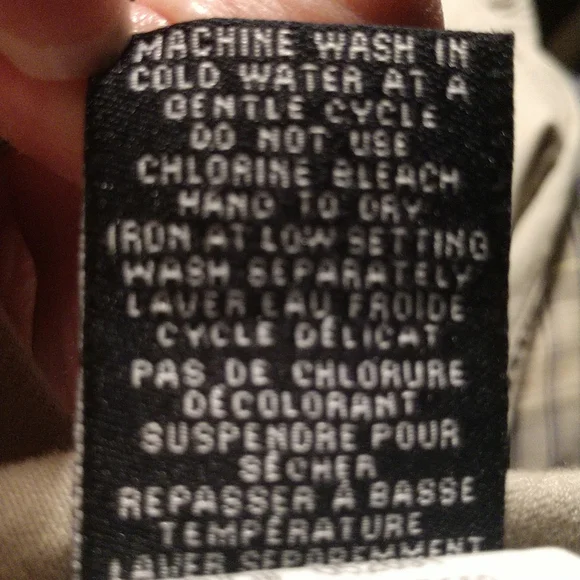 MACHINE WASH IN
COLD WATER AT A
GENTLE CYCLE
DO NOT USE
CHLORINE BLEACH
HANG TO DRY
IRON AT LOW SETTING
WASH SEPARATELY
LAVER EAU FROIDE
CYCLE DÉLICAT
PAS DE CHLORURE
DÉCOLORANT
SUSPENDRE POUR
SÉCHER
REPASSER À BASSE
TEMPÉRATURE
LAVER